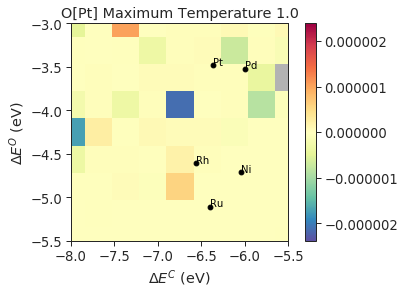 O[Pt] Maximum Temperature 1.0
−3.0
−3.5
−4.0
−4.5
−5.0
−5.5
ΔE^O (eV)
Pt
Pd
Rh
Ni
Ru
−8.0 −7.5 −7.0 −6.5 −6.0 −5.5
ΔE^C (eV)
0.000002
0.000001
0.000000
−0.000001
−0.000002